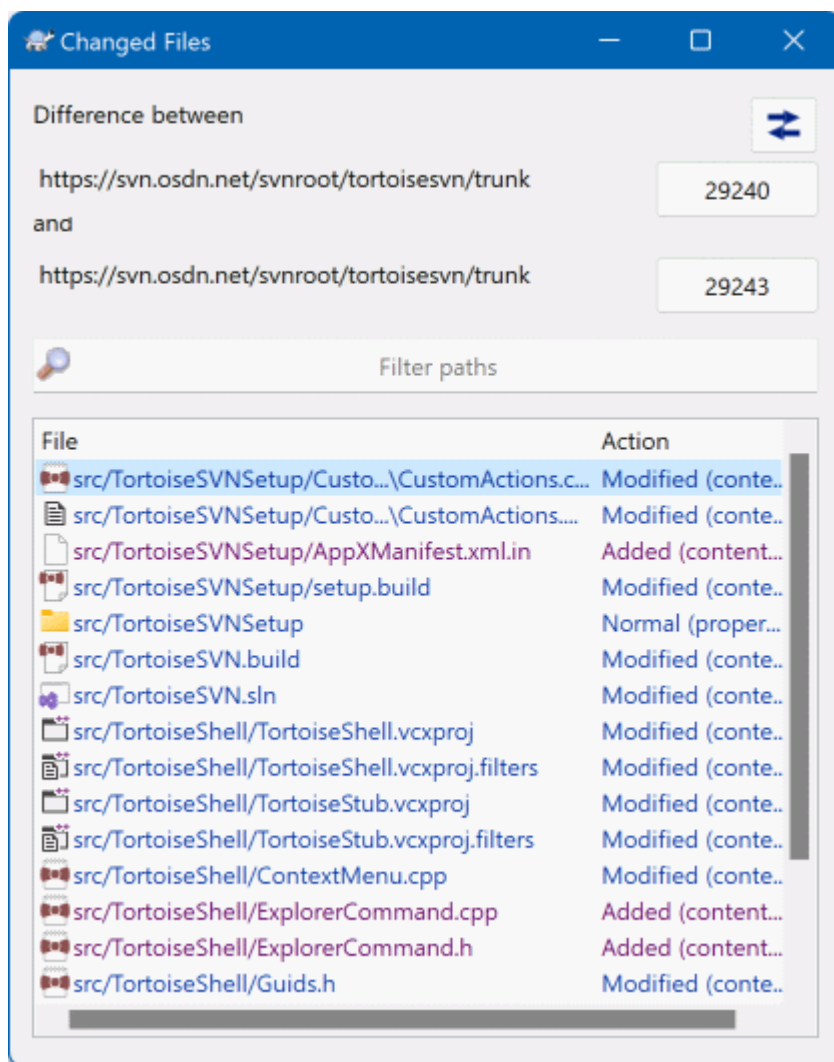 Changed Files
Difference between
https://svn.osdn.net/svnroot/tortoisesvn/trunk 29240
and
https://svn.osdn.net/svnroot/tortoisesvn/trunk 29243
Filter paths
File Action
src/TortoiseSVNSetup/Custo...\CustomActions.c... Modified (conte..
src/TortoiseSVNSetup/Custo...\CustomActions.... Modified (conte..
src/TortoiseSVNSetup/AppXManifest.xml.in Added (content...
src/TortoiseSVNSetup/setup.build Modified (conte..
src/TortoiseSVNSetup Normal (proper...
src/TortoiseSVN.build Modified (conte..
src/TortoiseSVN.sln Modified (conte..
src/TortoiseShell/TortoiseShell.vcxproj Modified (conte..
src/TortoiseShell/TortoiseShell.vcxproj.filters Modified (conte..
src/TortoiseShell/TortoiseStub.vcxproj Modified (conte..
src/TortoiseShell/TortoiseStub.vcxproj.filters Modified (conte..
src/TortoiseShell/ContextMenu.cpp Modified (conte..
src/TortoiseShell/ExplorerCommand.cpp Added (content...
src/TortoiseShell/ExplorerCommand.h Added (content...
src/TortoiseShell/Guids.h Modified (conte..